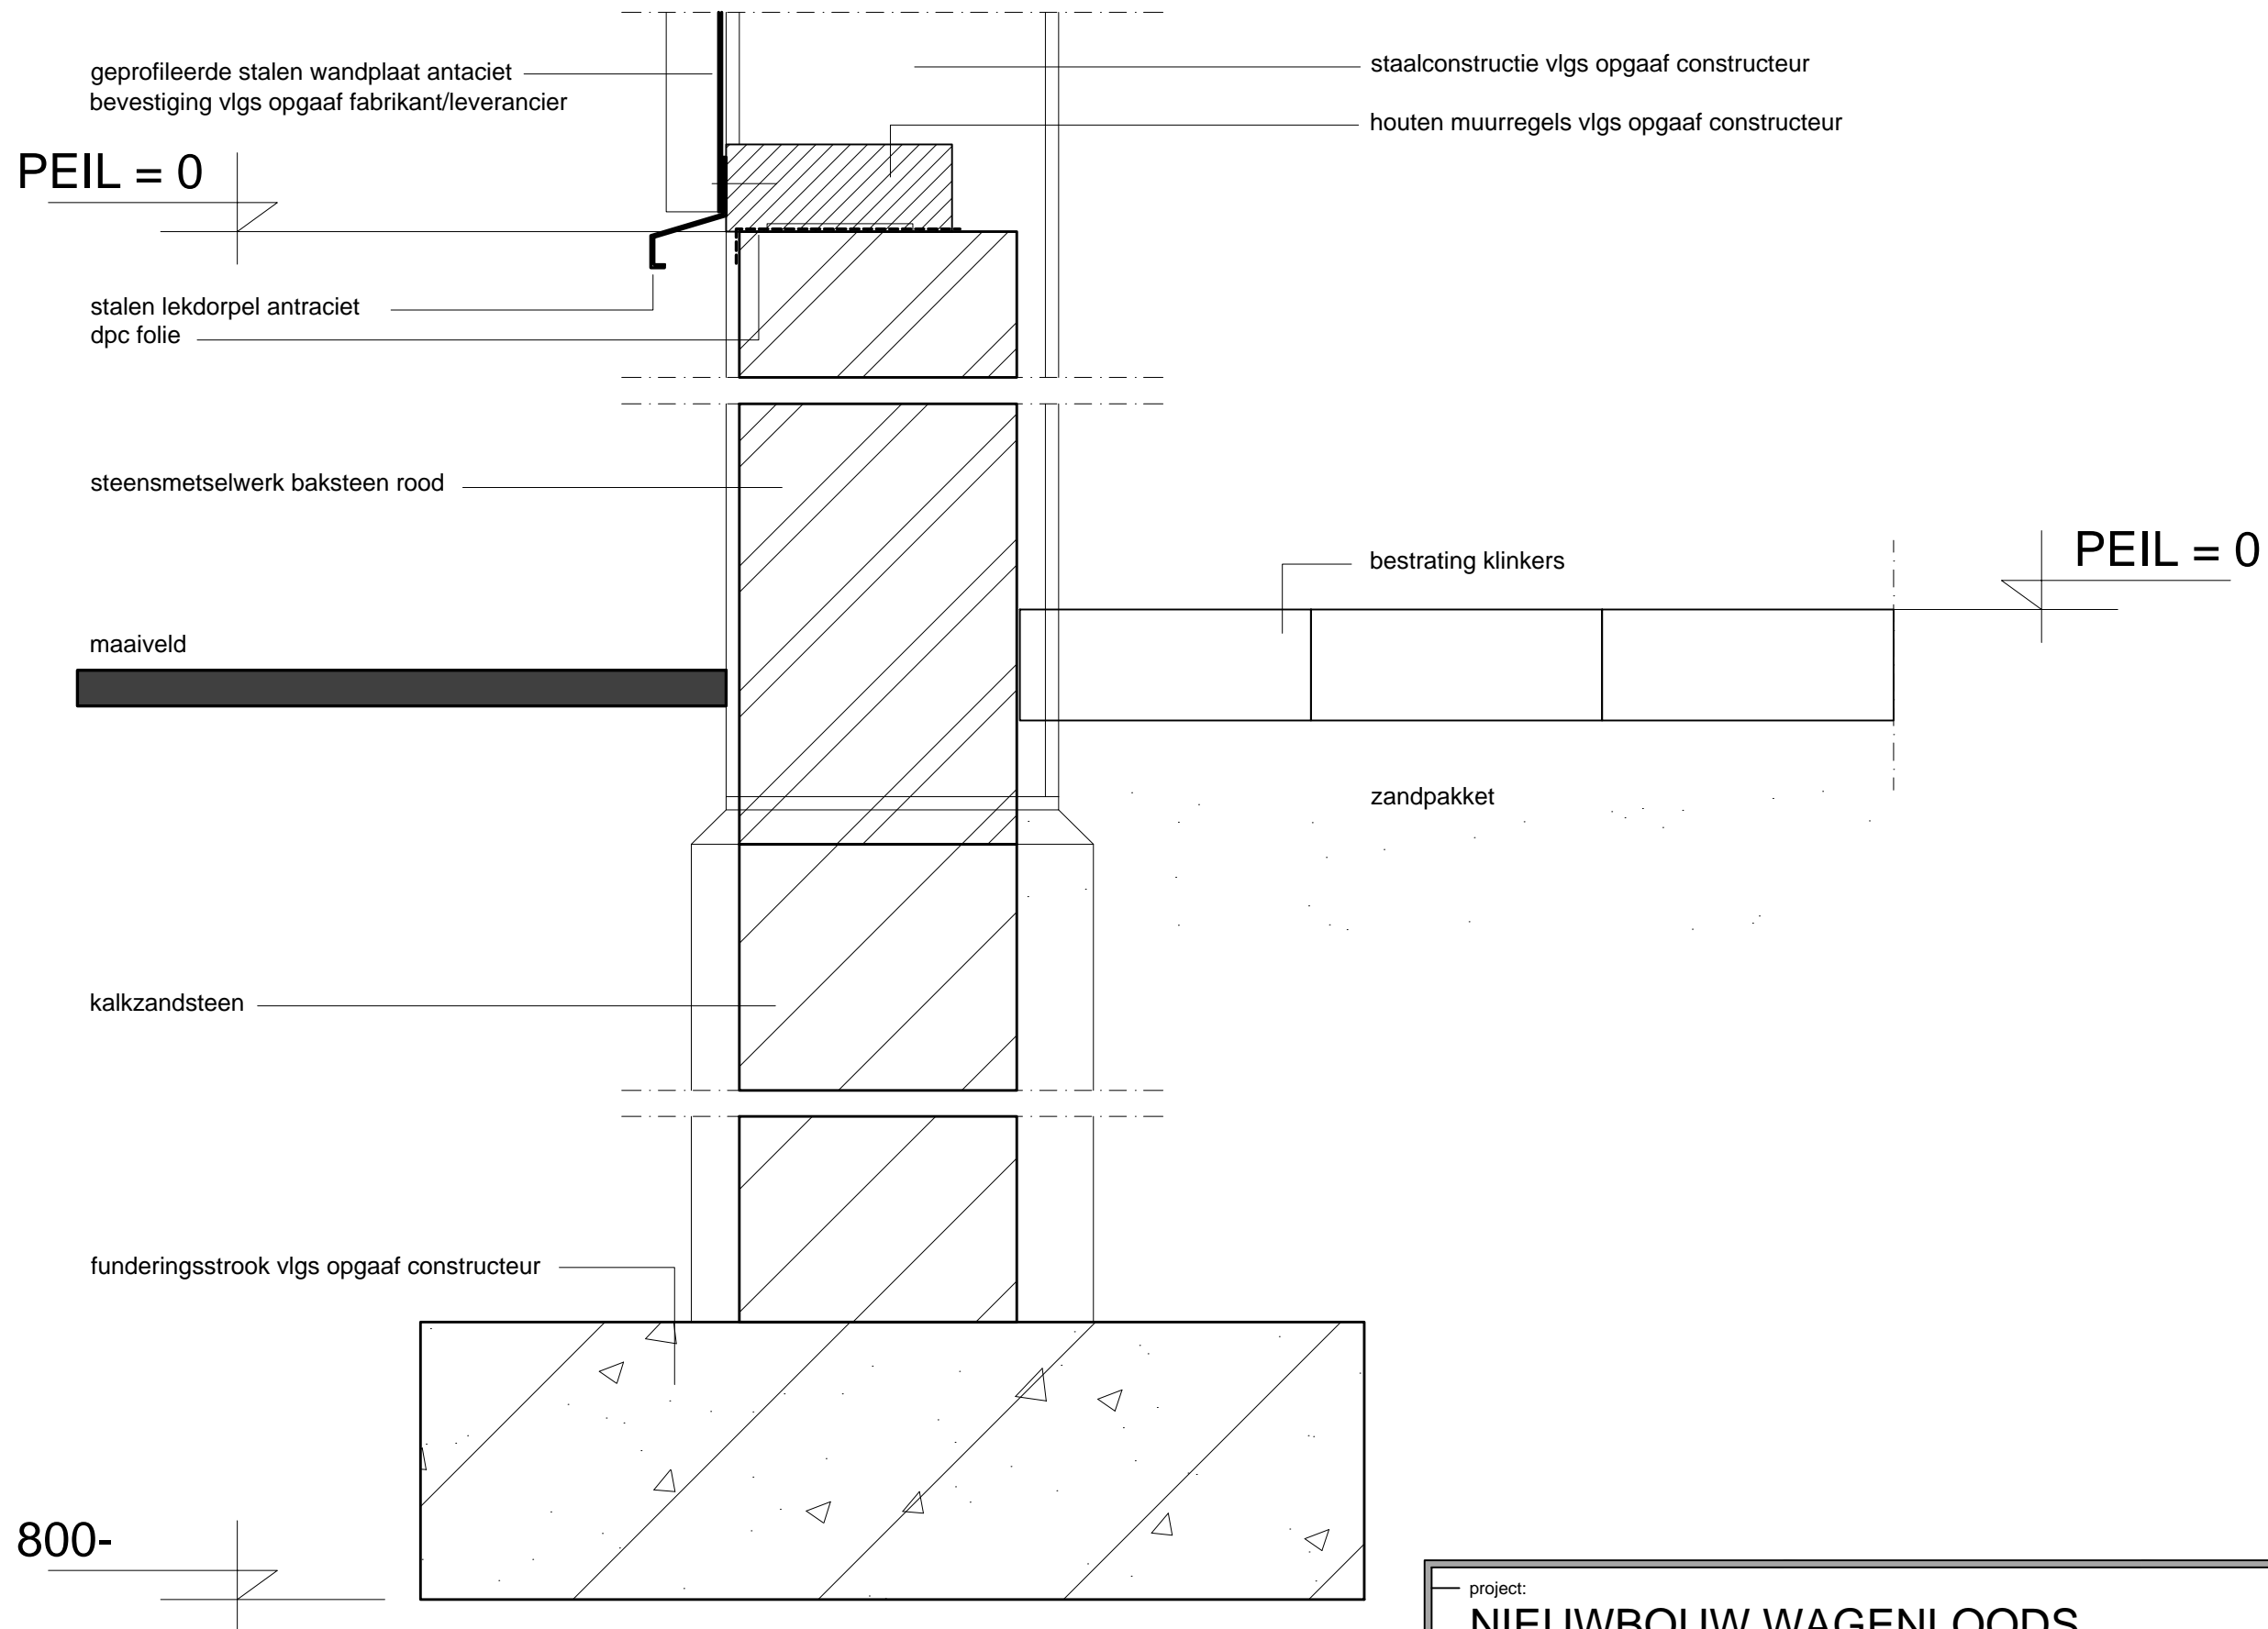 geprofileerde stalen wandplaat antaciet
bevestiging vlgs opgaaf fabrikant/leverancier
staalconstructie vlgs opgaaf constructeur
houten muurregels vlgs opgaaf constructeur
PEIL = 0
stalen lekdorpel antraciet
dpc folie
steensmetselwerk baksteen rood
bestrating klinkers
PEIL = 0
maaiveld
zandpakket
kalkzandsteen
funderingsstrook vlgs opgaaf constructeur
800-
project:
NIEUWBOUW WAGENLOODS